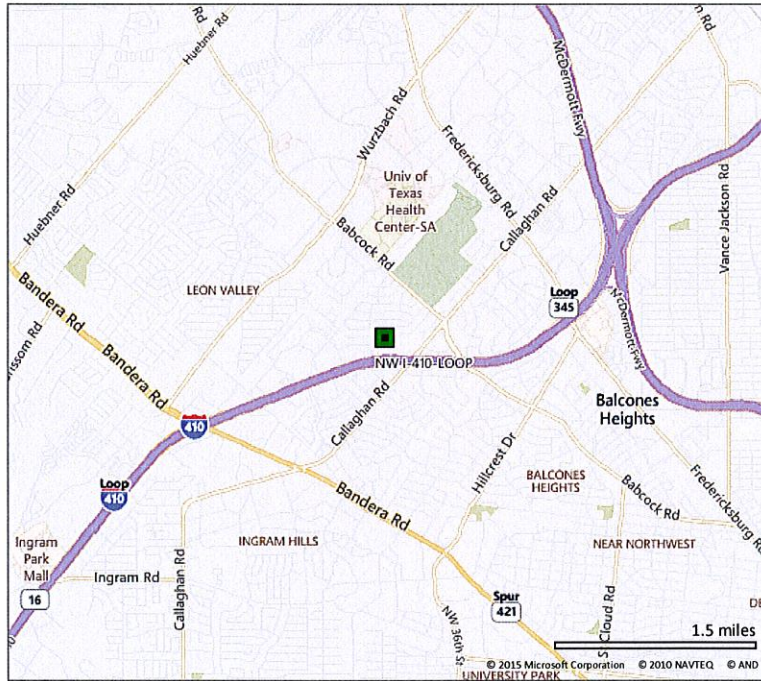 Rd
Huebner Rd
McDermott Fwy
Rd
Wurzbach Rd
Fredericksburg Rd
Univ of
Texas
Health
Center-SA
Callaghan Rd
Vance Jackson Rd
Huebner Rd
Babcock Rd
LEON VALLEY
Loop
345
McDermott Fwy
Bandera Rd
Bandera Rd
NW-I-410-LOOP
Balcones
Heights
410
Callaghan Rd
Loop
410
Hillcrest Dr
BALCONES
HEIGHTS
Babcock Rd
Fredericksburg Rd
Bandera Rd
INGRAM HILLS
NEAR NORTHWEST
Ingram
Park
Mall
Ingram Rd
Callaghan Rd
16
Spur
421
NW 36th St
S Cloud Rd
DE
1.5 miles
© 2015 Microsoft Corporation © 2010 NAVTEQ © AND
UNIVERSITY PARK